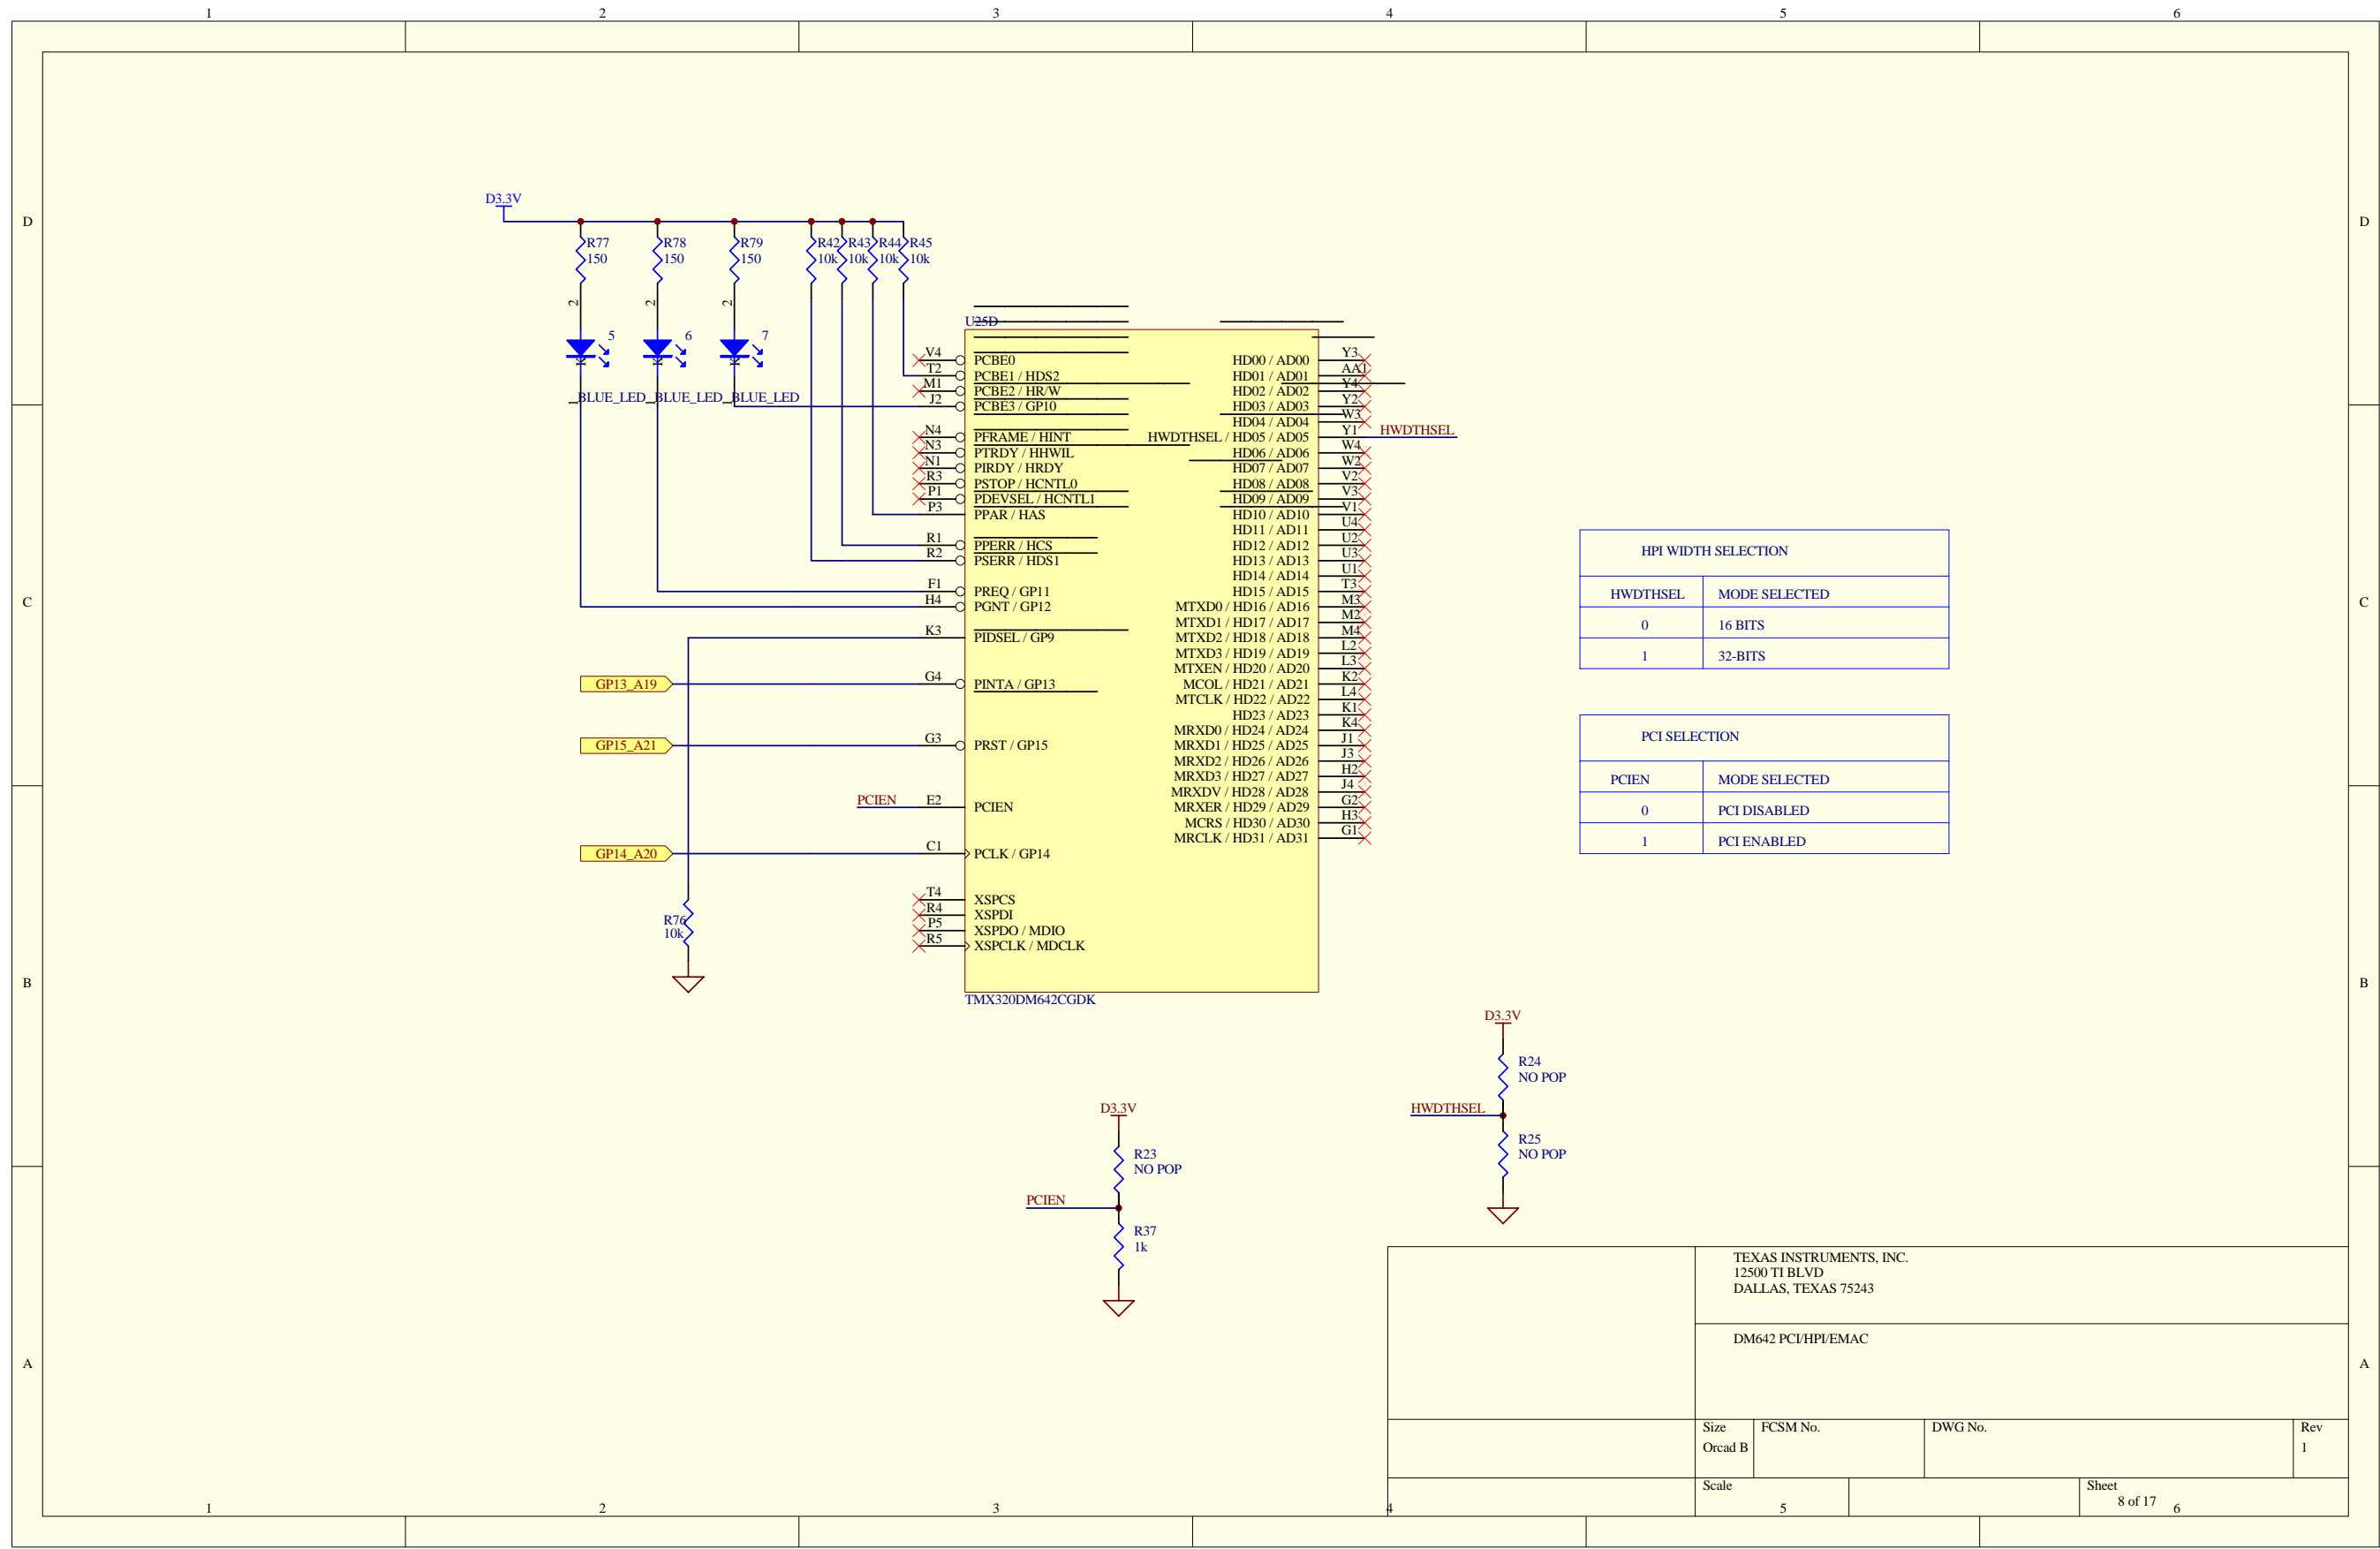 1 2 3 4 5 6
D D
C C
B B
A A
D3.3V
R77 R78 R79 R42 R43 R44 R45
150 150 150 10k 10k 10k 10k
2 2 2
5 6 7
K K K
1 BLUE_LED 1 BLUE_LED 1 BLUE_LED
U25D
V4 PCBE0 HD00 / AD00 Y3
T2 PCBE1 / HDS2 HD01 / AD01 AA1
M1 PCBE2 / HR/W HD02 / AD02 Y4
J2 PCBE3 / GP10 HD03 / AD03 Y2
HD04 / AD04 W3
N4 PFRAME / HINT HWDTHSEL / HD05 / AD05 Y1 HWDTHSEL
N3 PTRDY / HHWIL HD06 / AD06 W4
N1 PIRDY / HRDY HD07 / AD07 W2
R3 PSTOP / HCNTL0 HD08 / AD08 V2
P1 PDEVSEL / HCNTL1 HD09 / AD09 V3
P3 PPAR / HAS HD10 / AD10 V1
HD11 / AD11 U4
R1 PPERR / HCS HD12 / AD12 U2
R2 PSERR / HDS1 HD13 / AD13 U3
HD14 / AD14 U1
F1 PREQ / GP11 HD15 / AD15 T3
H4 PGNT / GP12 MTXD0 / HD16 / AD16 M3
MTXD1 / HD17 / AD17 M2
K3 PIDSEL / GP9 MTXD2 / HD18 / AD18 M4
MTXD3 / HD19 / AD19 L2
MTXEN / HD20 / AD20 L3
GP13_A19 G4 PINTA / GP13 MCOL / HD21 / AD21 K2
MTCLK / HD22 / AD22 L4
HD23 / AD23 K1
MRXD0 / HD24 / AD24 K4
GP15_A21 G3 PRST / GP15 MRXD1 / HD25 / AD25 J1
MRXD2 / HD26 / AD26 J3
MRXD3 / HD27 / AD27 H2
MRXDV / HD28 / AD28 J4
PCIEN E2 PCIEN MRXER / HD29 / AD29 G2
MCRS / HD30 / AD30 H3
MRCLK / HD31 / AD31 G1
GP14_A20 C1 PCLK / GP14
T4 XSPCS
R4 XSPDI
P5 XSPDO / MDIO
R5 XSPCLK / MDCLK
R76
10k
TMX320DM642CGDK
HPI WIDTH SELECTION
HWDTHSEL MODE SELECTED
0 16 BITS
1 32-BITS
PCI SELECTION
PCIEN MODE SELECTED
0 PCI DISABLED
1 PCI ENABLED
D3.3V
R24
NO POP
HWDTHSEL
R25
NO POP
D3.3V
R23
NO POP
PCIEN
R37
1k
TEXAS INSTRUMENTS, INC.
12500 TI BLVD
DALLAS, TEXAS 75243
DM642 PCI/HPI/EMAC
Size FCSM No. DWG No. Rev
Orcad B 1
Scale Sheet
8 of 17
1 2 3 4 5 6